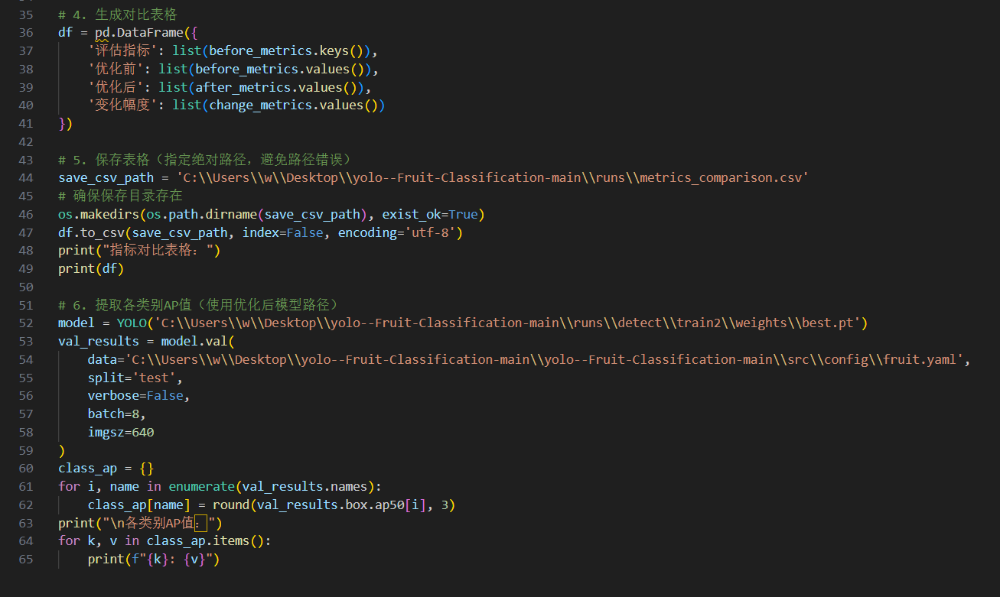 35 # 4. 生成对比表格
36 df = pd.DataFrame({
37 '评估指标': list(before_metrics.keys()),
38 '优化前': list(before_metrics.values()),
39 '优化后': list(after_metrics.values()),
40 '变化幅度': list(change_metrics.values())
41 })
42
43 # 5. 保存表格（指定绝对路径，避免路径错误）
44 save_csv_path = 'C:\\Users\\w\\Desktop\\yolo--Fruit-Classification-main\\runs\\metrics_comparison.csv'
45 # 确保保存目录存在
46 os.makedirs(os.path.dirname(save_csv_path), exist_ok=True)
47 df.to_csv(save_csv_path, index=False, encoding='utf-8')
48 print("指标对比表格：")
49 print(df)
50
51 # 6. 提取各类别AP值（使用优化后模型路径）
52 model = YOLO('C:\\Users\\w\\Desktop\\yolo--Fruit-Classification-main\\runs\\detect\\train2\\weights\\best.pt')
53 val_results = model.val(
54 data='C:\\Users\\w\\Desktop\\yolo--Fruit-Classification-main\\yolo--Fruit-Classification-main\\src\\config\\fruit.yaml',
55 split='test',
56 verbose=False,
57 batch=8,
58 imgsz=640
59 )
60 class_ap = {}
61 for i, name in enumerate(val_results.names):
62 class_ap[name] = round(val_results.box.ap50[i], 3)
63 print("\n各类别AP值：")
64 for k, v in class_ap.items():
65 print(f"{k}: {v}")